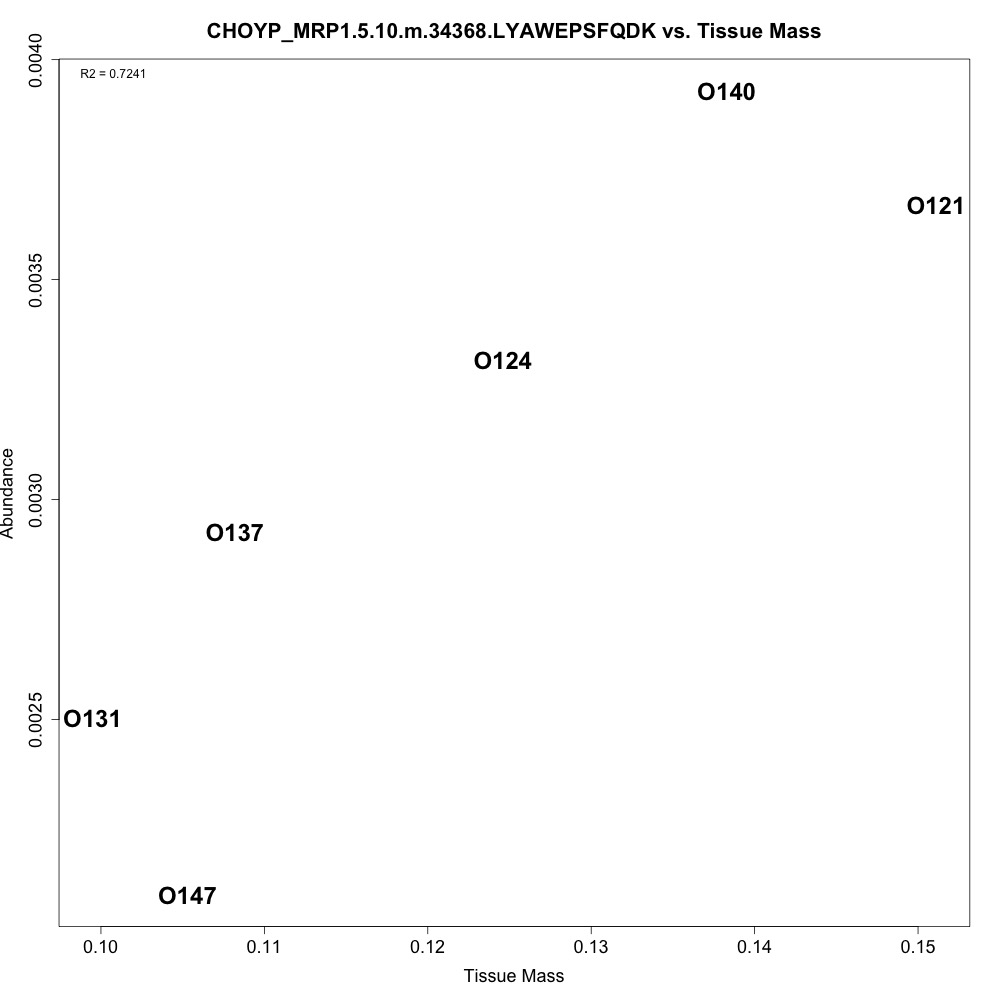 CHOYP_MRP1.5.10.m.34368.LYAWEPSFQDK vs. Tissue Mass
R2 = 0.7241
0.0040
O140
O121
0.0035
O124
Abundance
0.0030
O137
0.0025
O131
O147
0.10 0.11 0.12 0.13 0.14 0.15
Tissue Mass